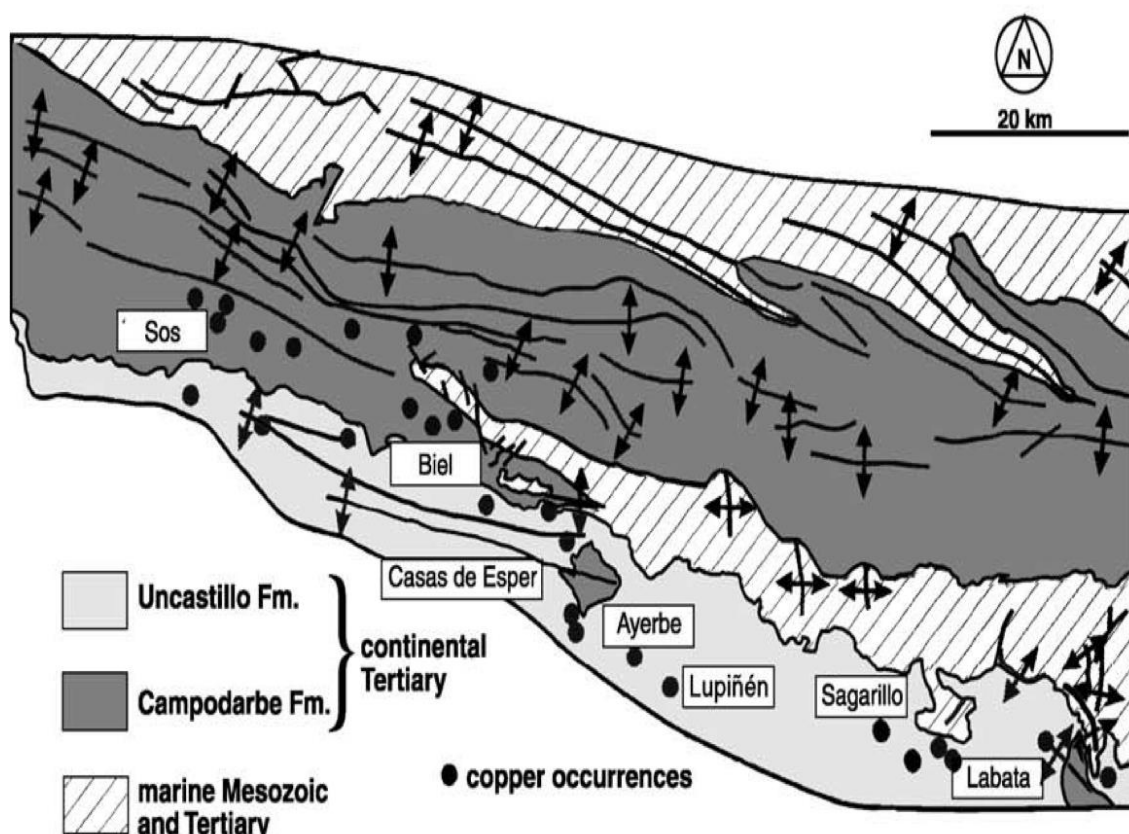 N
20 km
Sos
Biel
Casas de Esper
Ayerbe
Lupiñén
Sagarillo
Labata
Uncastillo Fm.
Campodarbe Fm.
continental
Tertiary
marine Mesozoic
and Tertiary
copper occurrences